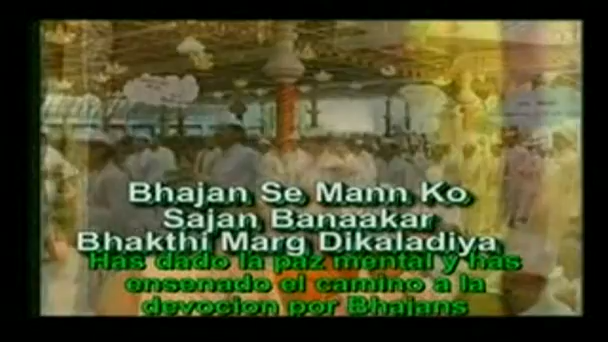 Bhajan Se Mann Ko
Sajan Banaakar
Bhakthi Marg Dikaladiya
Has dado la paz mental y has
ensenado el camino a la
devocion por Bhajans